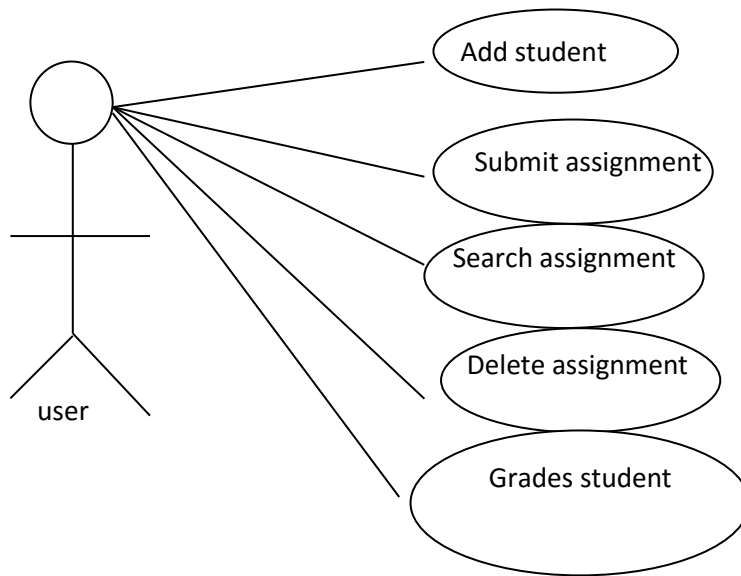 Add student
Submit assignment
Search assignment
Delete assignment
user
Grades student